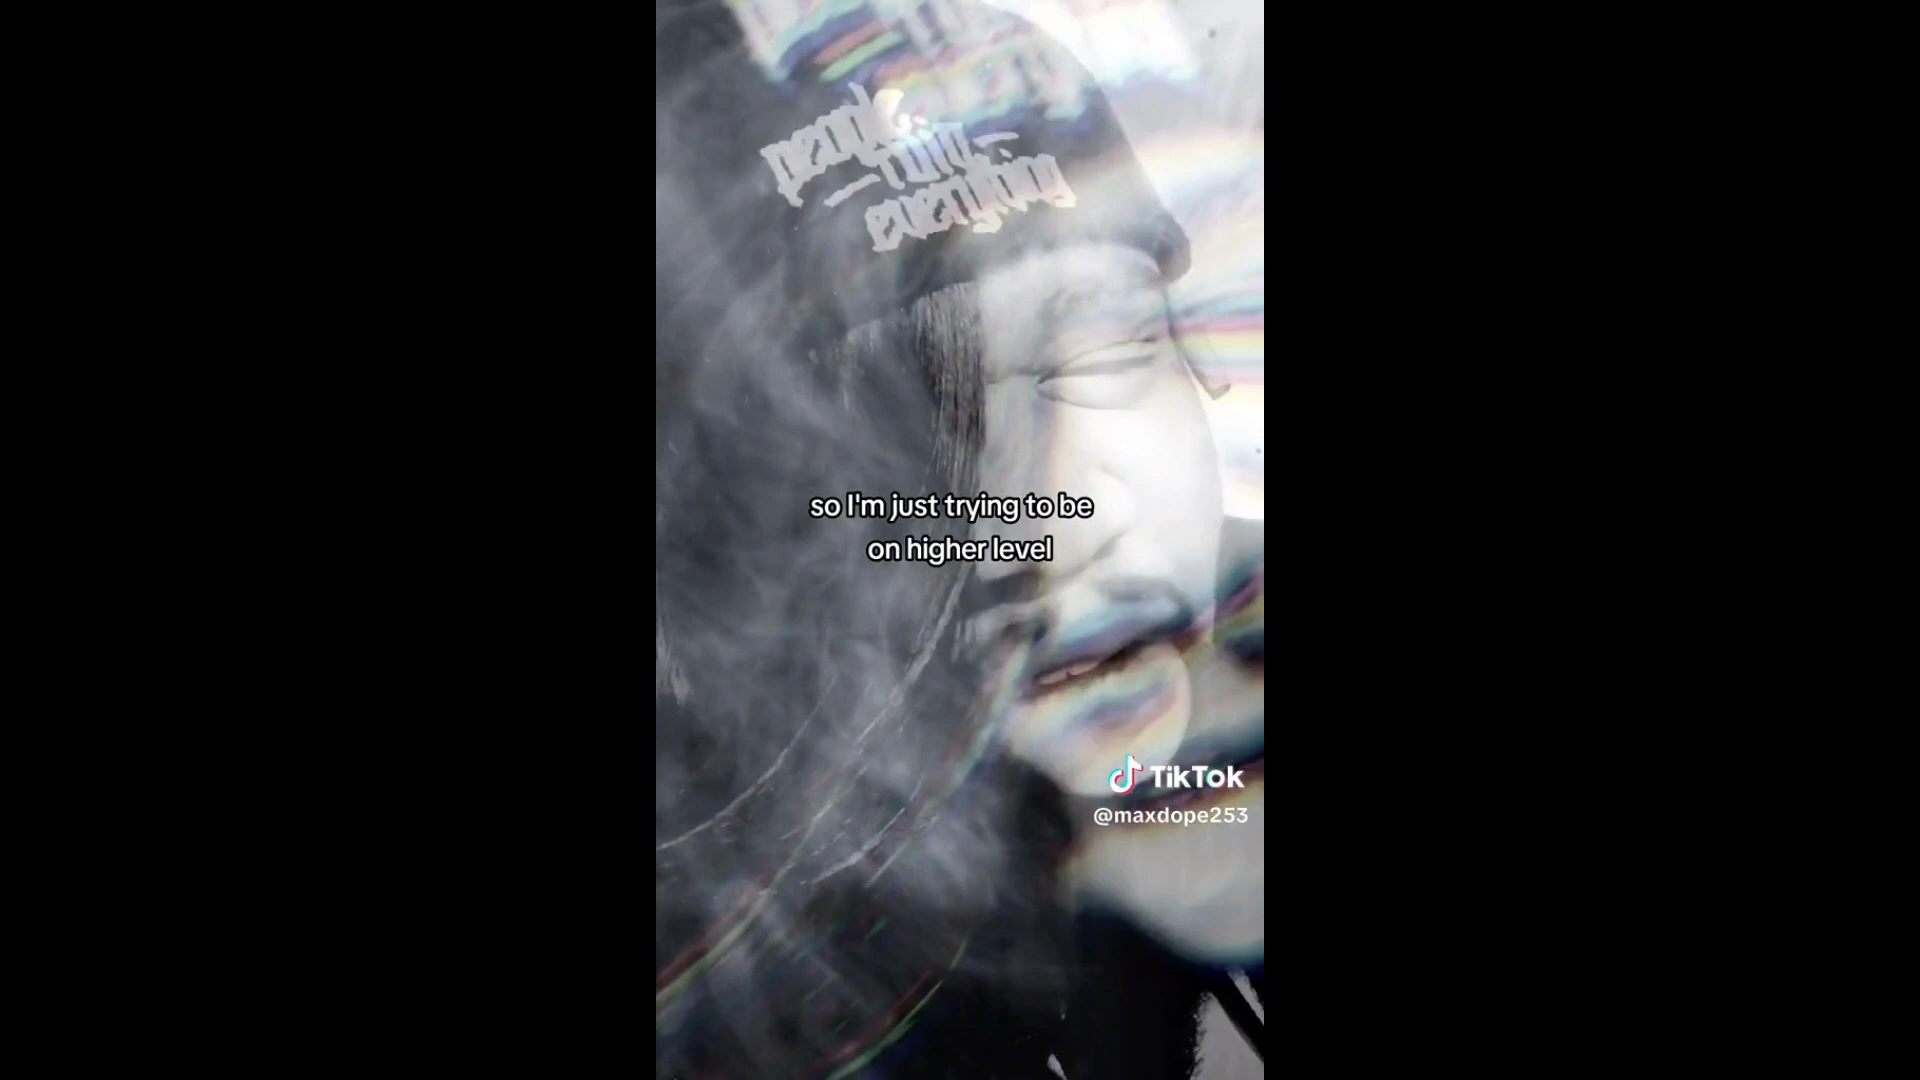 people
ruin
everything
so I'm just trying to be
on higher level
TikTok
@maxdope253